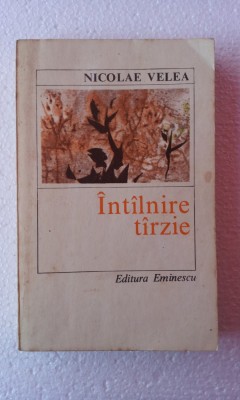 NICOLAE VELEA
Întîlnire
tîrzie
Editura Eminescu